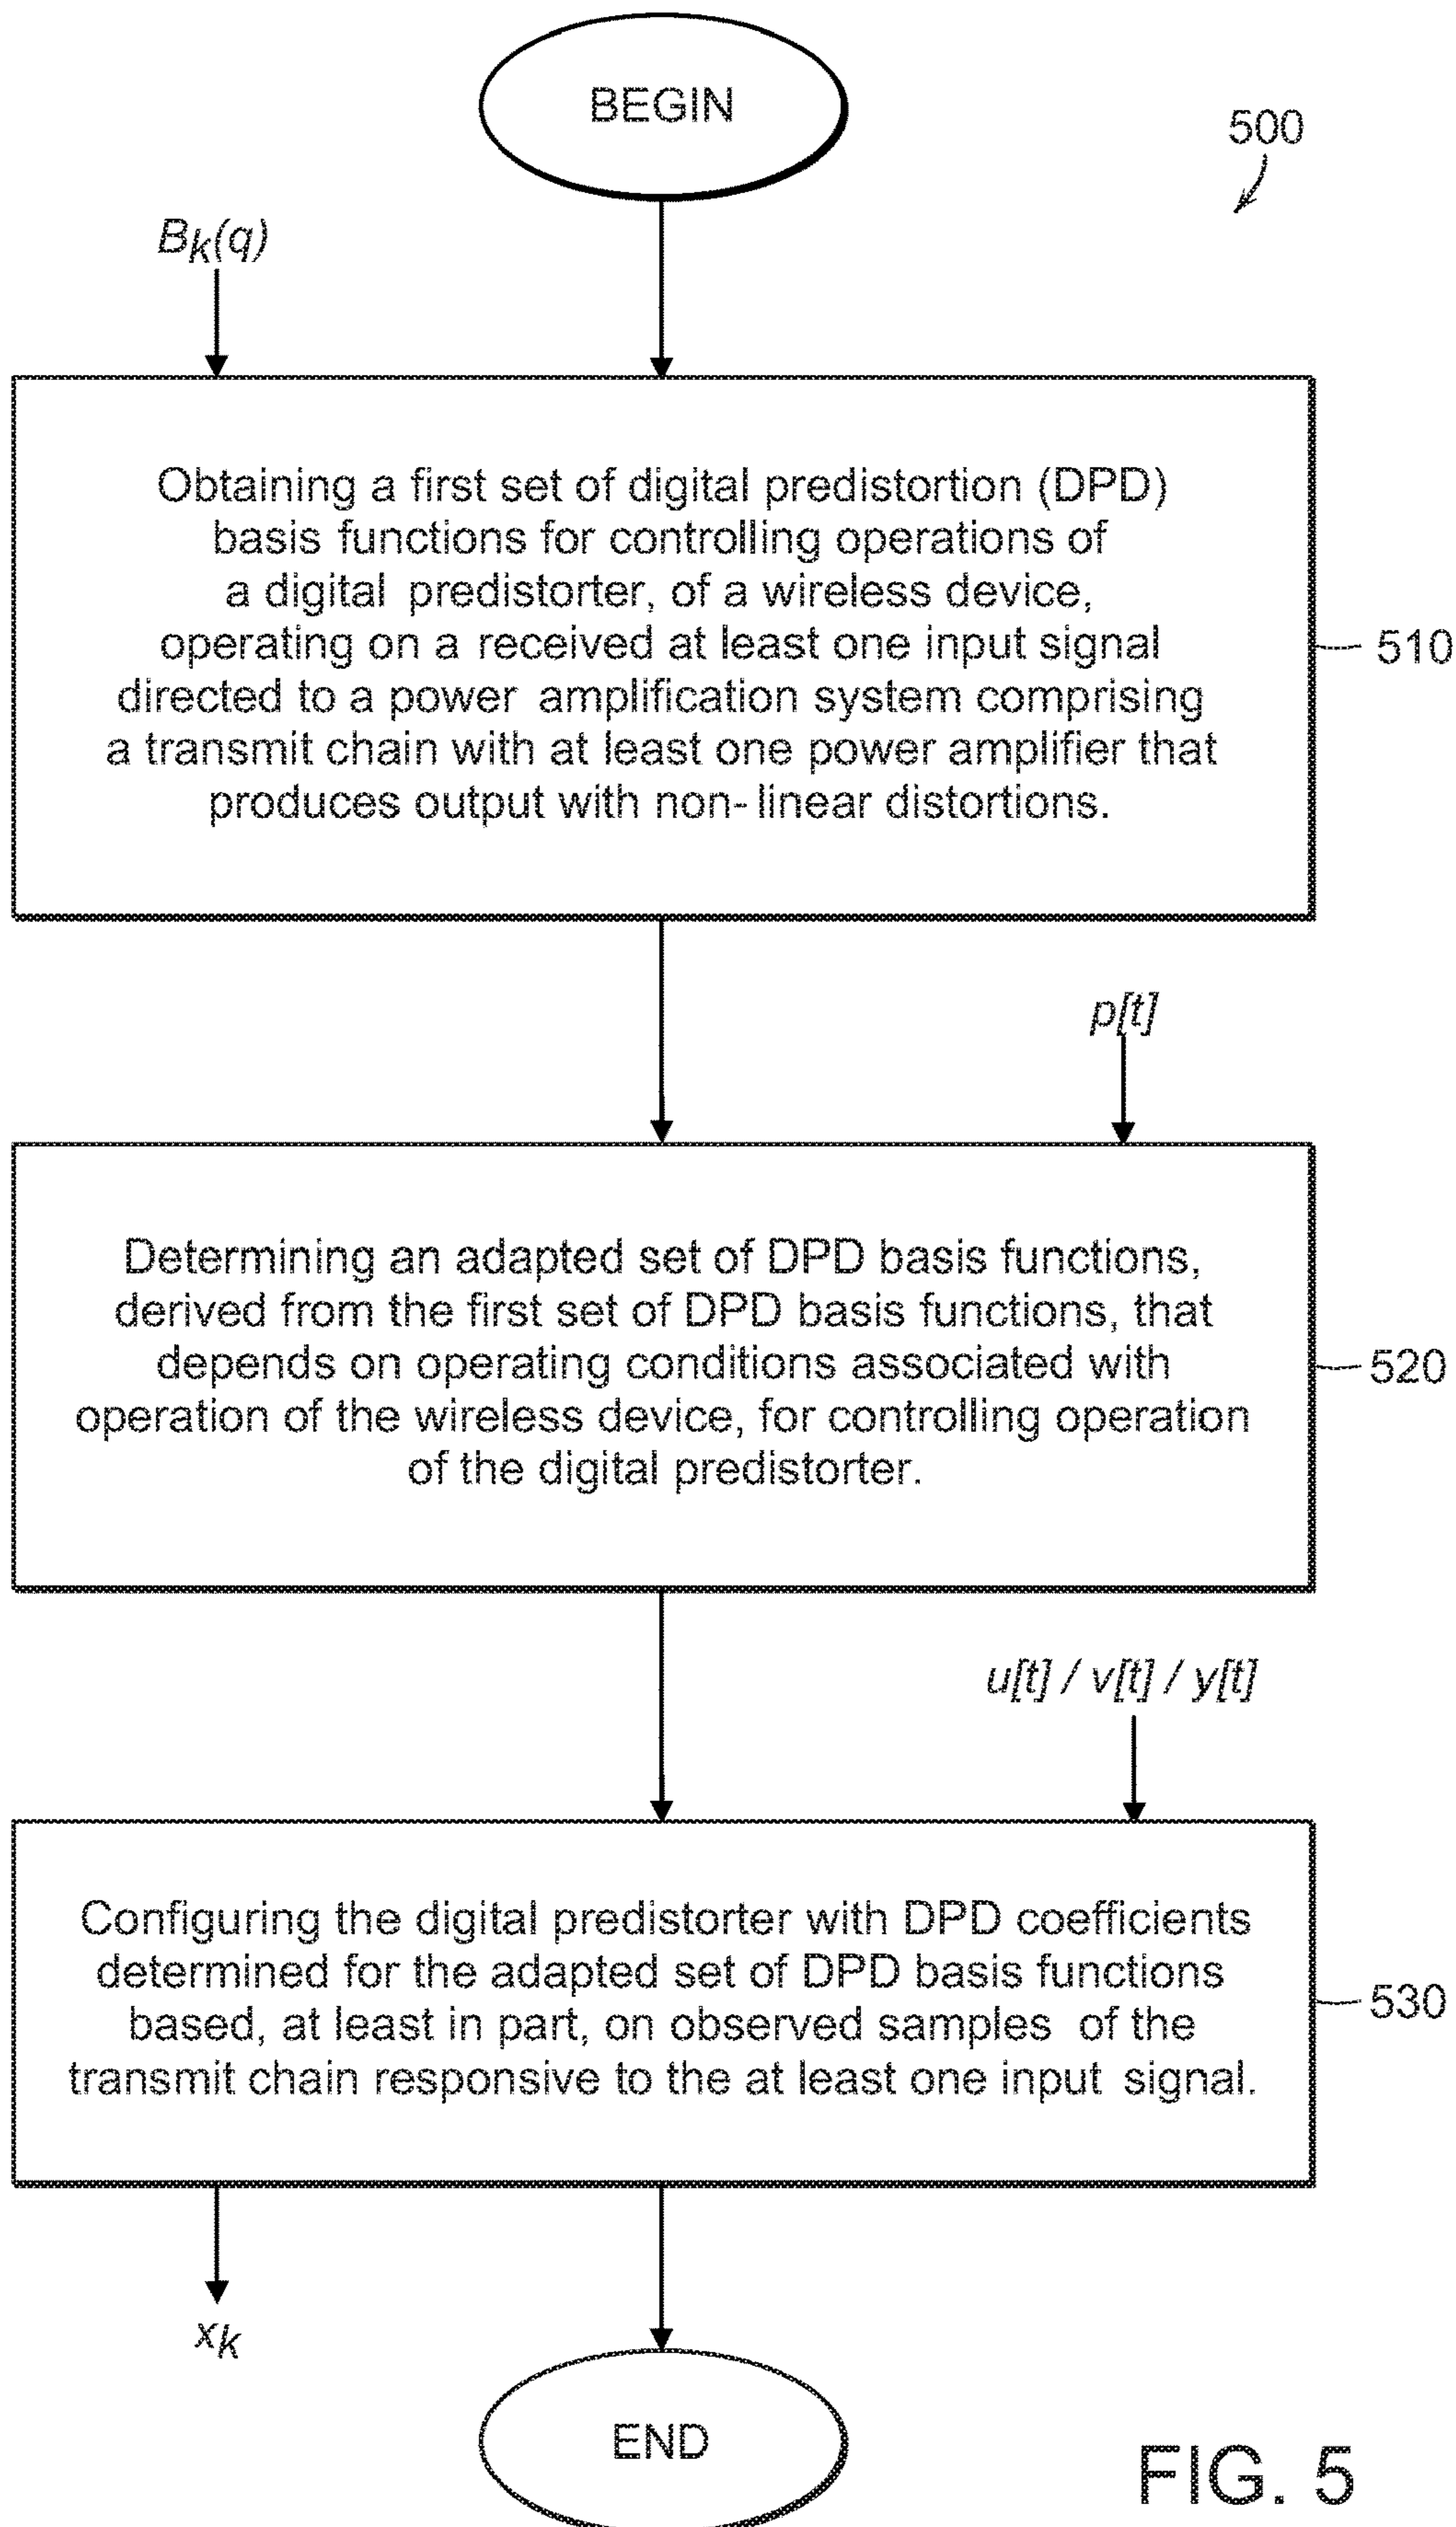 BEGIN
500
Bk(q)
Obtaining a first set of digital predistortion (DPD)
basis functions for controlling operations of
a digital predistorter, of a wireless device,
operating on a received at least one input signal
directed to a power amplification system comprising
a transmit chain with at least one power amplifier that
produces output with non-linear distortions.
510
p[t]
Determining an adapted set of DPD basis functions,
derived from the first set of DPD basis functions, that
depends on operating conditions associated with
operation of the wireless device, for controlling operation
of the digital predistorter.
520
u[t] / v[t] / y[t]
Configuring the digital predistorter with DPD coefficients
determined for the adapted set of DPD basis functions
based, at least in part, on observed samples of the
transmit chain responsive to the at least one input signal.
530
xk
END
FIG. 5